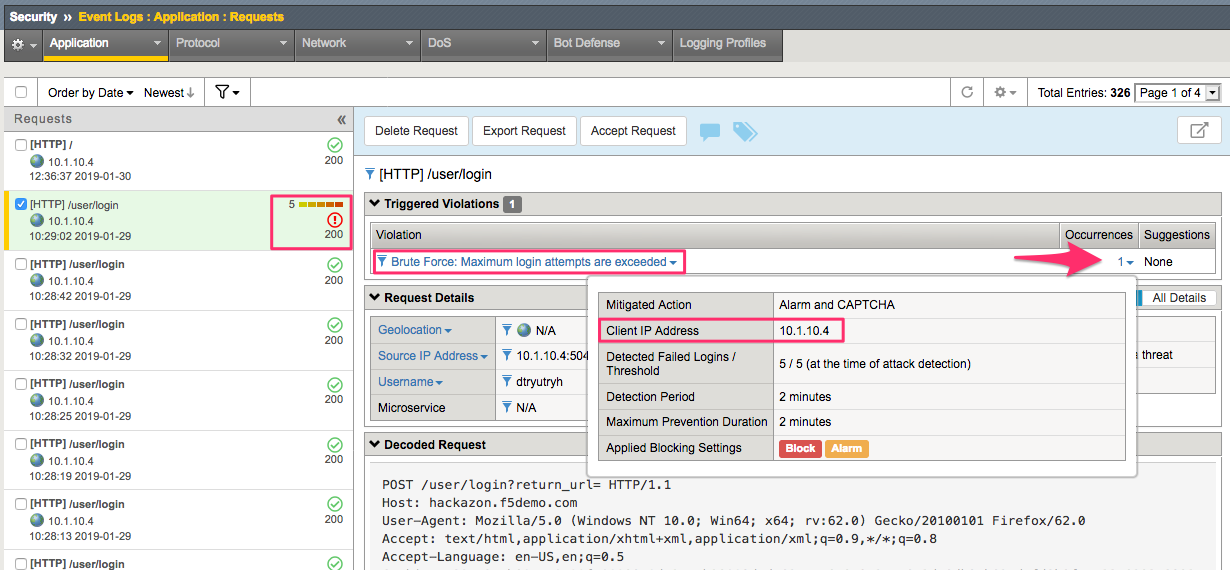 Security » Event Logs : Application : Requests
Application Protocol Network DoS Bot Defense Logging Profiles
Order by Date Newest Total Entries: 326 Page 1 of 4
Requests «
[HTTP] /
10.1.10.4 200
12:36:37 2019-01-30
[HTTP] /user/login 5
10.1.10.4
10:29:02 2019-01-29 200
[HTTP] /user/login
10.1.10.4 200
10:28:42 2019-01-29
[HTTP] /user/login
10.1.10.4 200
10:28:32 2019-01-29
[HTTP] /user/login
10.1.10.4 200
10:28:25 2019-01-29
[HTTP] /user/login
10.1.10.4 200
10:28:19 2019-01-29
[HTTP] /user/login
10.1.10.4 200
10:28:13 2019-01-29
[HTTP] /user/login
Delete Request Export Request Accept Request
[HTTP] /user/login
Triggered Violations 1
Violation Occurrences Suggestions
Brute Force: Maximum login attempts are exceeded 1 None
Request Details All Details
Geolocation N/A
Source IP Address 10.1.10.4:504 a threat
Username dtryutryh
Microservice N/A
Mitigated Action Alarm and CAPTCHA
Client IP Address 10.1.10.4
Detected Failed Logins /
Threshold 5 / 5 (at the time of attack detection)
Detection Period 2 minutes
Maximum Prevention Duration 2 minutes
Applied Blocking Settings Block Alarm
Decoded Request
POST /user/login?return_url= HTTP/1.1
Host: hackazon.f5demo.com
User-Agent: Mozilla/5.0 (Windows NT 10.0; Win64; x64; rv:62.0) Gecko/20100101 Firefox/62.0
Accept: text/html,application/xhtml+xml,application/xml;q=0.9,*/*;q=0.8
Accept-Language: en-US,en;q=0.5